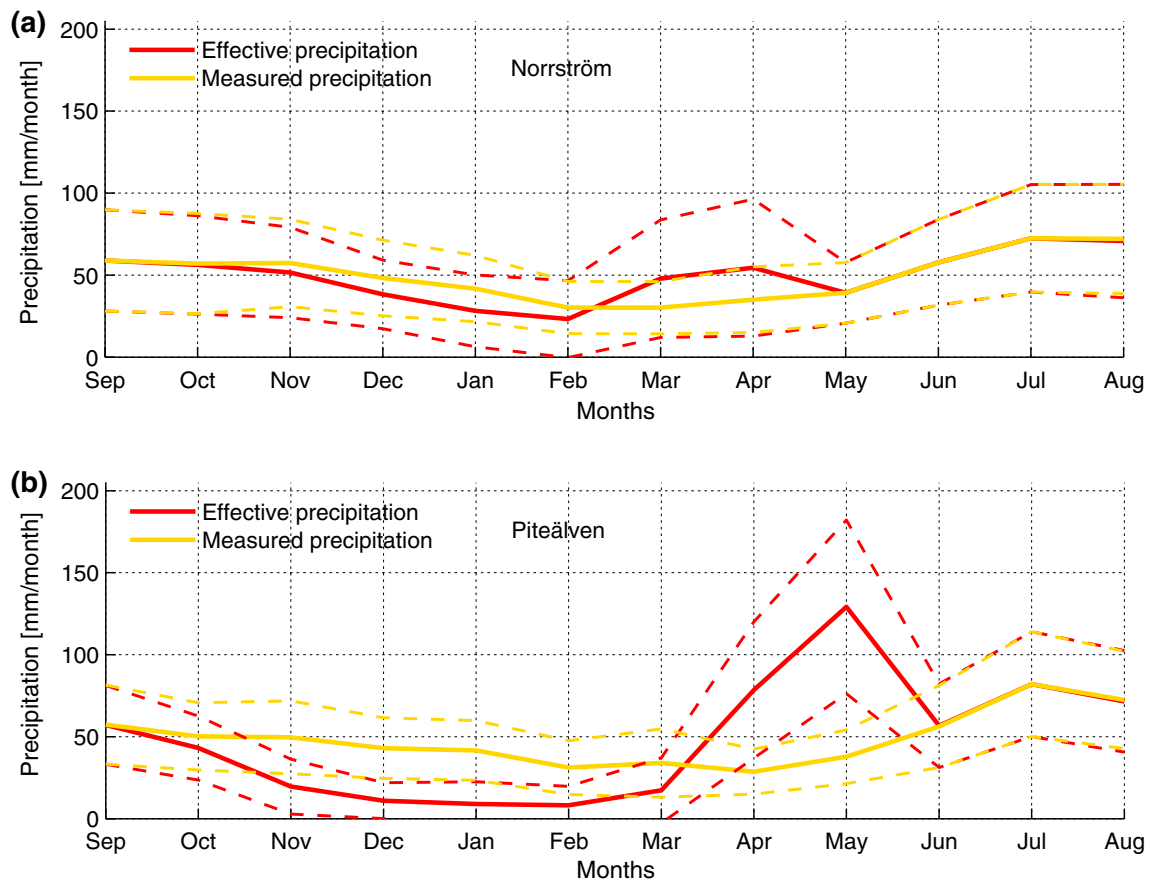 (a)
200
150
100
50
0
Precipitation [mm/month]
Effective precipitation
Measured precipitation
Norrström
Sep Oct Nov Dec Jan Feb Mar Apr May Jun Jul Aug
Months
(b)
200
150
100
50
0
Precipitation [mm/month]
Effective precipitation
Measured precipitation
Piteälven
Sep Oct Nov Dec Jan Feb Mar Apr May Jun Jul Aug
Months